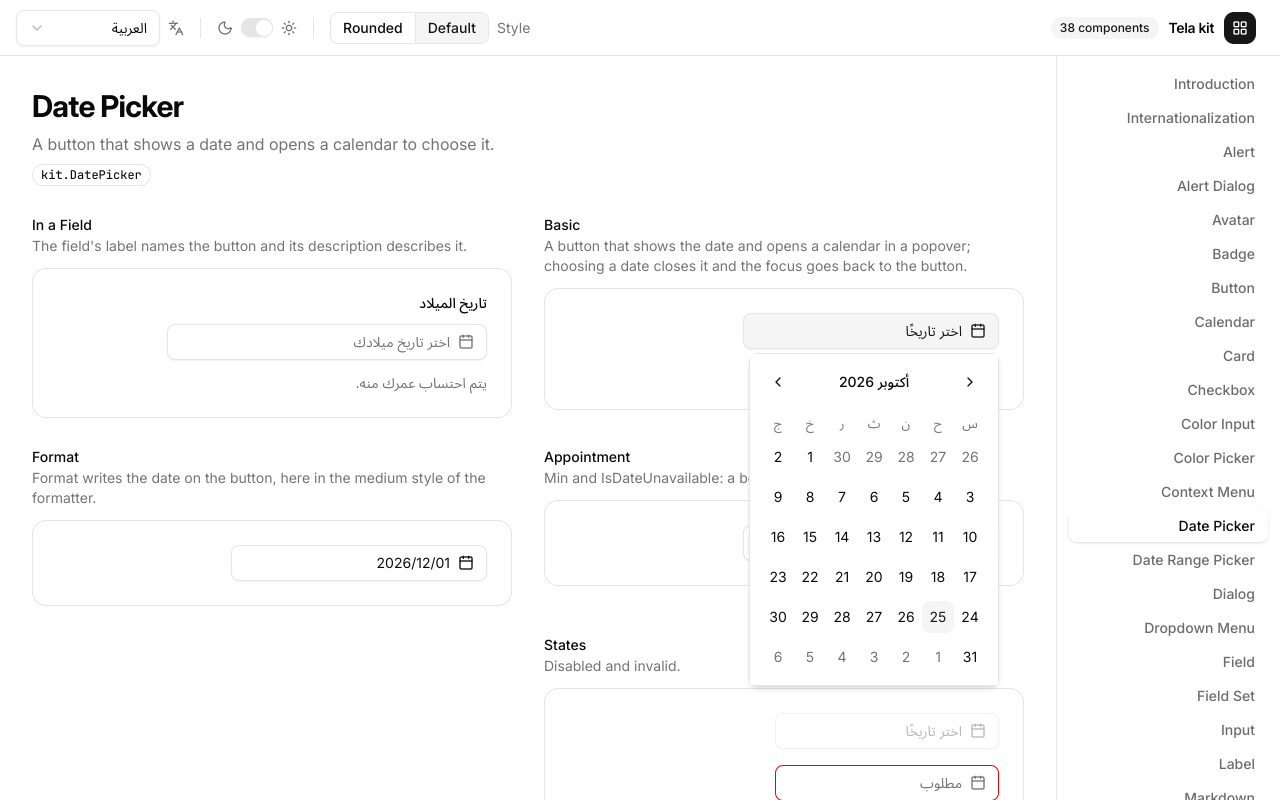 العربية
Rounded
Default
Style
38 components
Tela kit
Introduction
Internationalization
Alert
Alert Dialog
Avatar
Badge
Button
Calendar
Card
Checkbox
Color Input
Color Picker
Context Menu
Date Picker
Date Range Picker
Dialog
Dropdown Menu
Field
Field Set
Input
Label
Markdown
Date Picker
A button that shows a date and opens a calendar to choose it.
kit.DatePicker
Basic
A button that shows the date and opens a calendar in a popover;
choosing a date closes it and the focus goes back to the button.
اختر تاريخًا
أكتوبر 2026
س ح ن ث ر خ ج
26 27 28 29 30 1 2
3 4 5 6 7 8 9
10 11 12 13 14 15 16
17 18 19 20 21 22 23
24 25 26 27 28 29 30
31 1 2 3 4 5 6
In a Field
The field's label names the button and its description describes it.
تاريخ الميلاد
اختر تاريخ ميلادك
يتم احتساب عمرك منه.
Appointment
Min and IsDateUnavailable: a
Format
Format writes the date on the button, here in the medium style of the
formatter.
2026/12/01
States
Disabled and invalid.
اختر تاريخًا
مطلوب